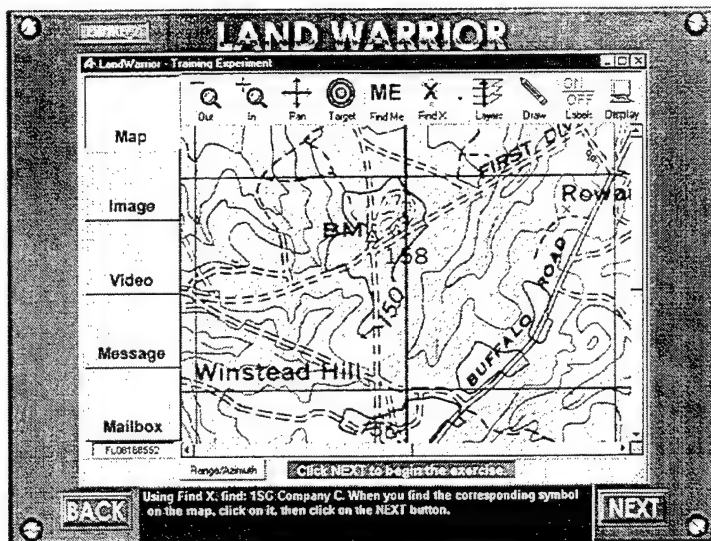 LAND WARRIOR
LandWarrior - Training Experiment
Map
Image
Video
Message
Mailbox
Out
In
Pan
Target
ME
Find Me
X
Find X
Layers
Draw
ON
OFF
Labels
Display
FIRST DIV
BM
158
150
ROAD
BUFFALO
Winstead Hill
Range/Azimuth
Click NEXT to begin the exercise.
BACK
Using Find X, find: 1SG Company C. When you find the corresponding symbol
on the map, click on it, then click on the NEXT button.
NEXT